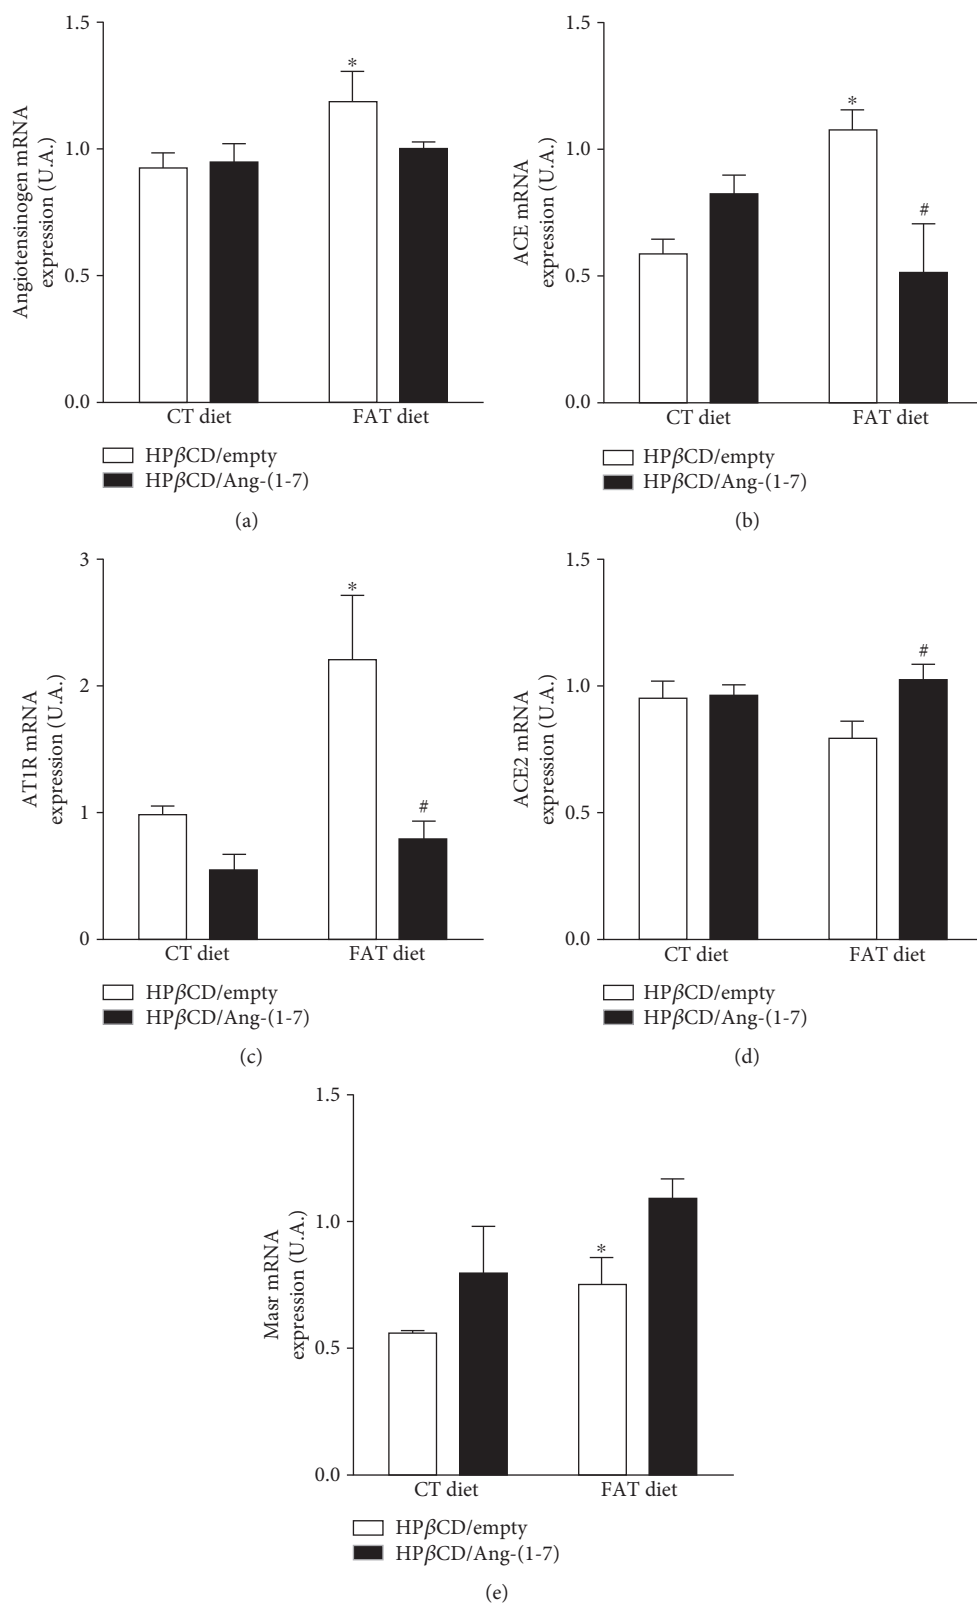 Angiotensinogen mRNA
expression (U.A.)
1.5
1.0
0.5
0.0
*
CT diet FAT diet
HPβCD/empty
HPβCD/Ang-(1-7)
(a)
ACE mRNA
expression (U.A.)
1.5
1.0
0.5
0.0
*
#
CT diet FAT diet
HPβCD/empty
HPβCD/Ang-(1-7)
(b)
AT1R mRNA
expression (U.A.)
3
2
1
0
*
#
CT diet FAT diet
HPβCD/empty
HPβCD/Ang-(1-7)
(c)
ACE2 mRNA
expression (U.A.)
1.5
1.0
0.5
0.0
#
CT diet FAT diet
HPβCD/empty
HPβCD/Ang-(1-7)
(d)
Masr mRNA
expression (U.A.)
1.5
1.0
0.5
0.0
*
CT diet FAT diet
HPβCD/empty
HPβCD/Ang-(1-7)
(e)